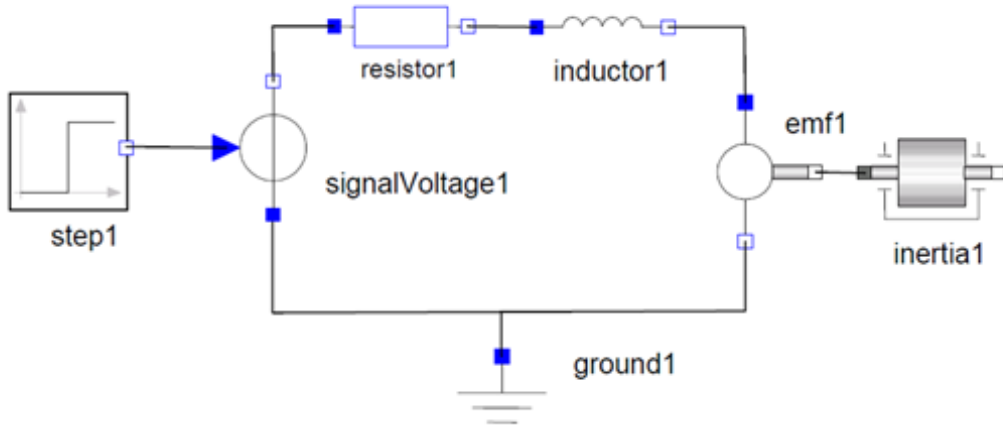 resistor1
inductor1
emf1
signalVoltage1
step1
inertia1
ground1